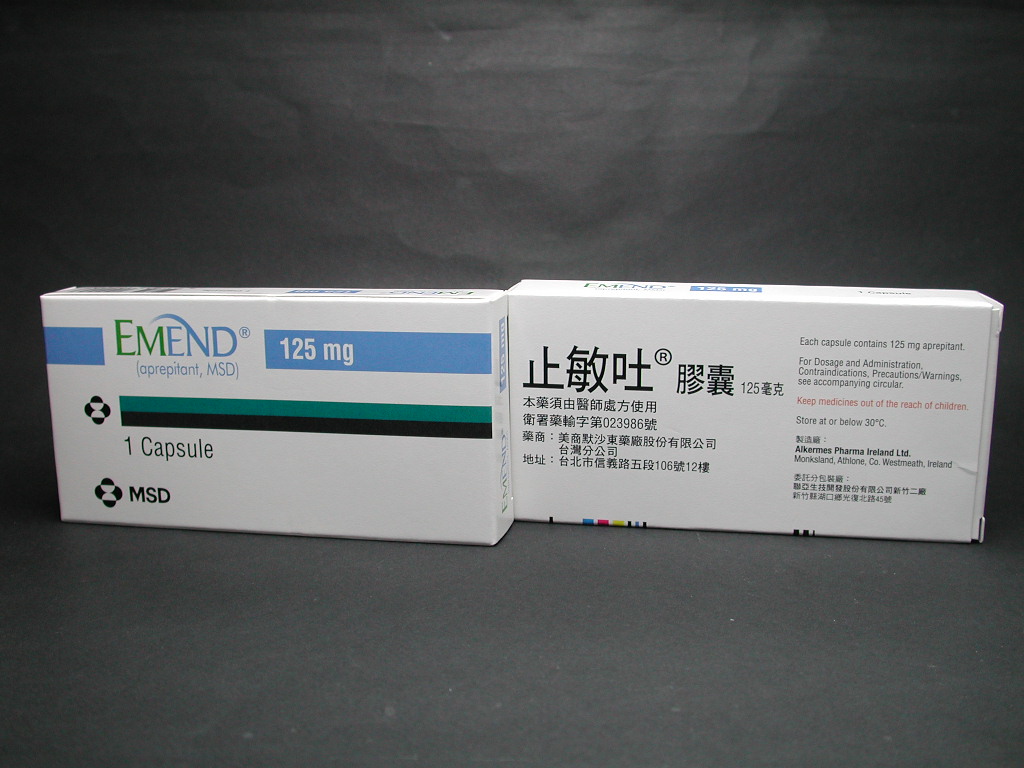 EMEND®
(aprepitant, MSD)
125 mg
1 Capsule
MSD
125 mg
EMEND
EMEND®
125 mg
1 Capsule
止敏吐® 膠囊 125毫克
本藥須由醫師處方使用
衛署藥輸字第023986號
藥商：美商默沙東藥廠股份有限公司
台灣分公司
地址：台北市信義路五段106號12樓
Each capsule contains 125 mg aprepitant.
For Dosage and Administration,
Contraindications, Precautions/Warnings,
see accompanying circular.
Keep medicines out of the reach of children.
Store at or below 30°C.
製造廠：
Alkermes Pharma Ireland Ltd.
Monksland, Athlone, Co. Westmeath, Ireland
委託分包裝廠：
聯亞生技開發股份有限公司新竹二廠
新竹縣湖口鄉光復北路45號